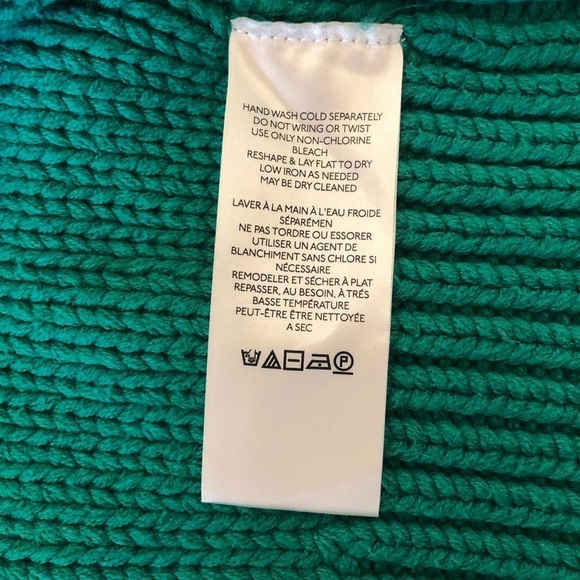 HAND WASH COLD SEPARATELY
DO NOT WRING OR TWIST
USE ONLY NON-CHLORINE
BLEACH
RESHAPE & LAY FLAT TO DRY
LOW IRON AS NEEDED
MAY BE DRY CLEANED
LAVER À LA MAIN À L'EAU FROIDE
SÉPARÉMEN
NE PAS TORDRE OU ESSORER
UTILISER UN AGENT DE
BLANCHIMENT SANS CHLORE SI
NÉCESSAIRE
REMODELER ET SÉCHER À PLAT
REPASSER, AU BESOIN, À TRÉS
BASSE TEMPÉRATURE
PEUT-ÊTRE ÊTRE NETTOYÉE
A SEC
P